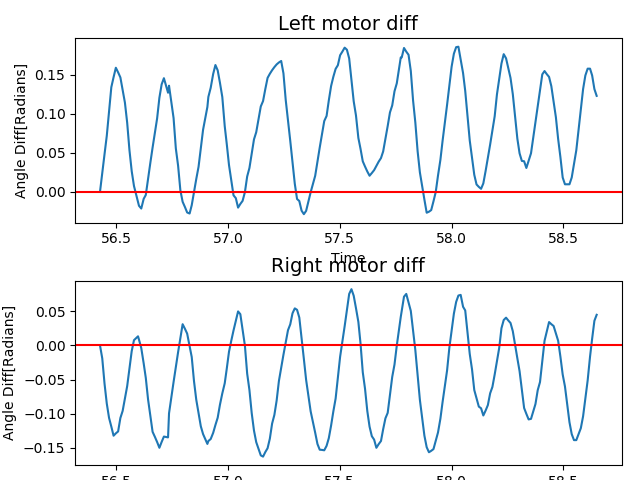 Left motor diff
Angle Diff[Radians]
0.15
0.10
0.05
0.00
56.5 57.0 57.5 58.0 58.5
Time
Right motor diff
Angle Diff[Radians]
0.05
0.00
−0.05
−0.10
−0.15
56.5 57.0 57.5 58.0 58.5